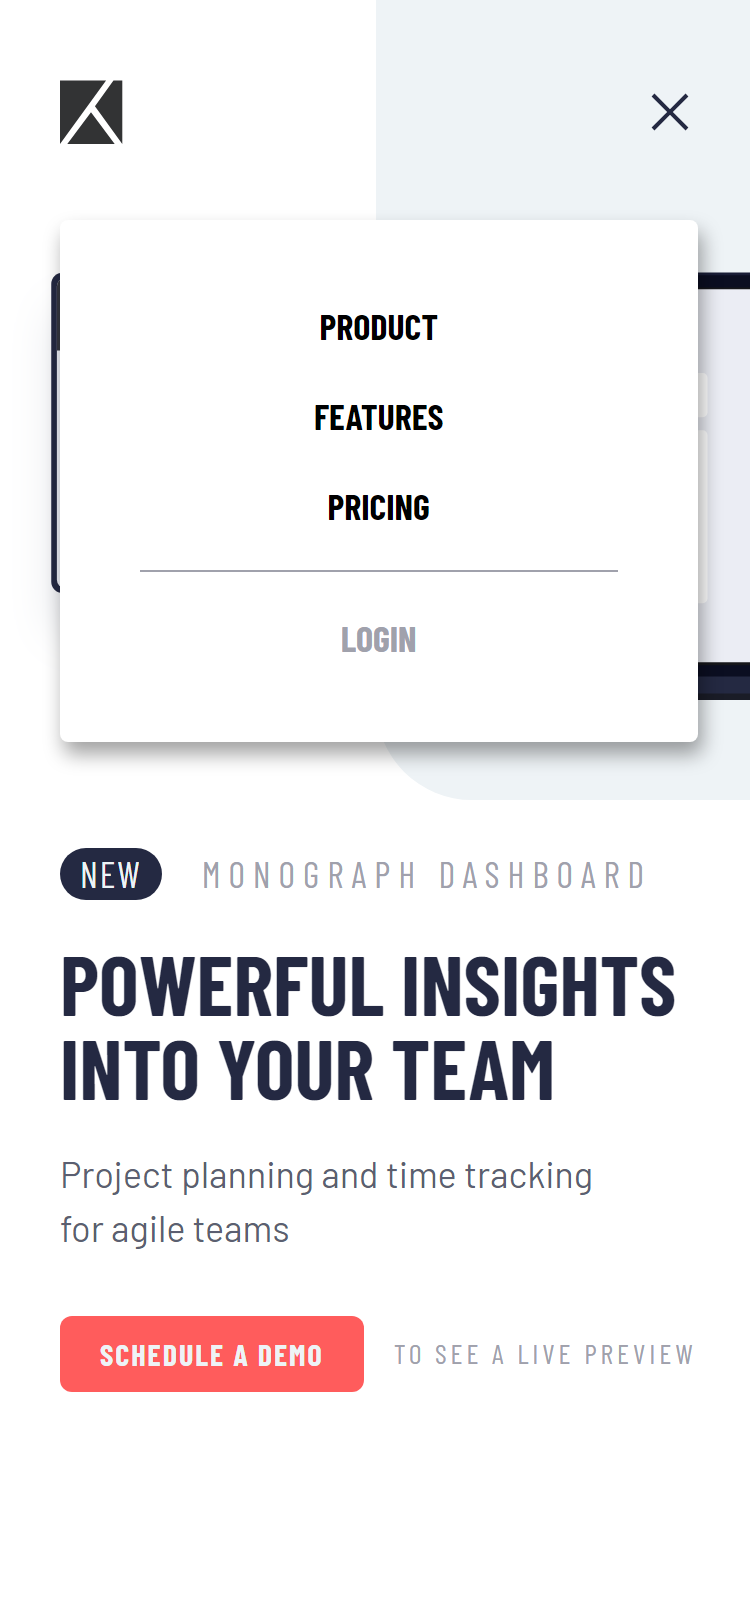 PRODUCT
FEATURES
PRICING
LOGIN
NEW MONOGRAPH DASHBOARD
POWERFUL INSIGHTS
INTO YOUR TEAM
Project planning and time tracking
for agile teams
SCHEDULE A DEMO TO SEE A LIVE PREVIEW